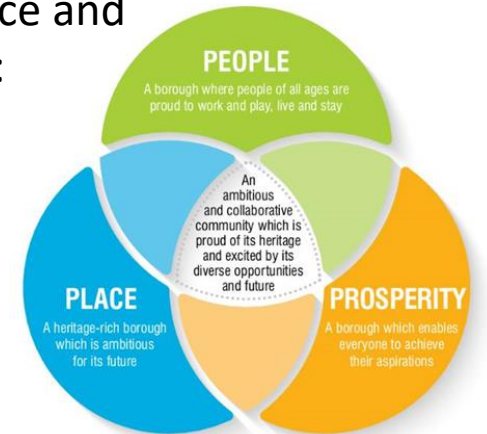 ce and
:
PEOPLE
A borough where people of all ages are
proud to work and play, live and stay
An
ambitious
and collaborative
community which is
proud of its heritage
and excited by its
diverse opportunities
and future
PLACE
A heritage-rich borough
which is ambitious
for its future
PROSPERITY
A borough which enables
everyone to achieve
their aspirations